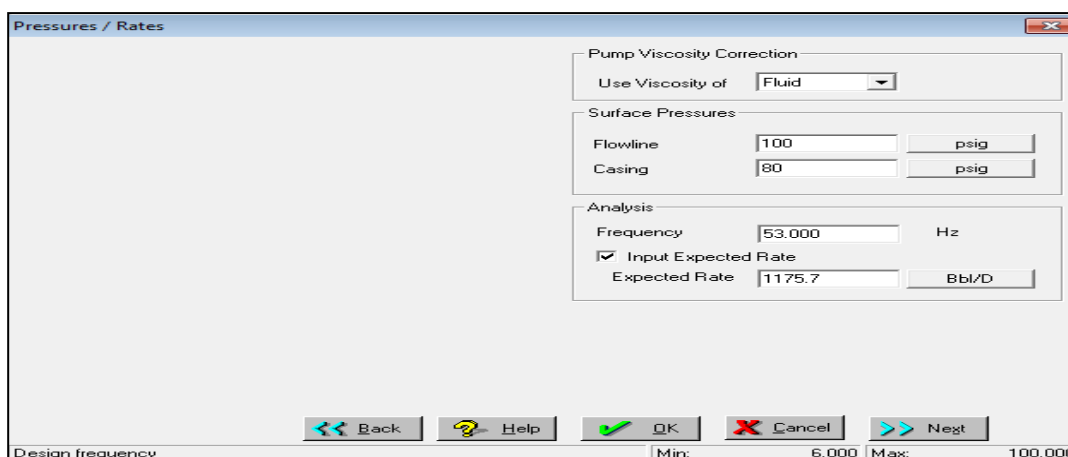 Pressures / Rates
Pump Viscosity Correction
Use Viscosity of Fluid
Surface Pressures
Flowline 100 psig
Casing 80 psig
Analysis
Frequency 53.000 Hz
Input Expected Rate
Expected Rate 1175.7 Bbl/D
Back Help OK Cancel Next
Design frequency Min: 6.000 Max: 100.000